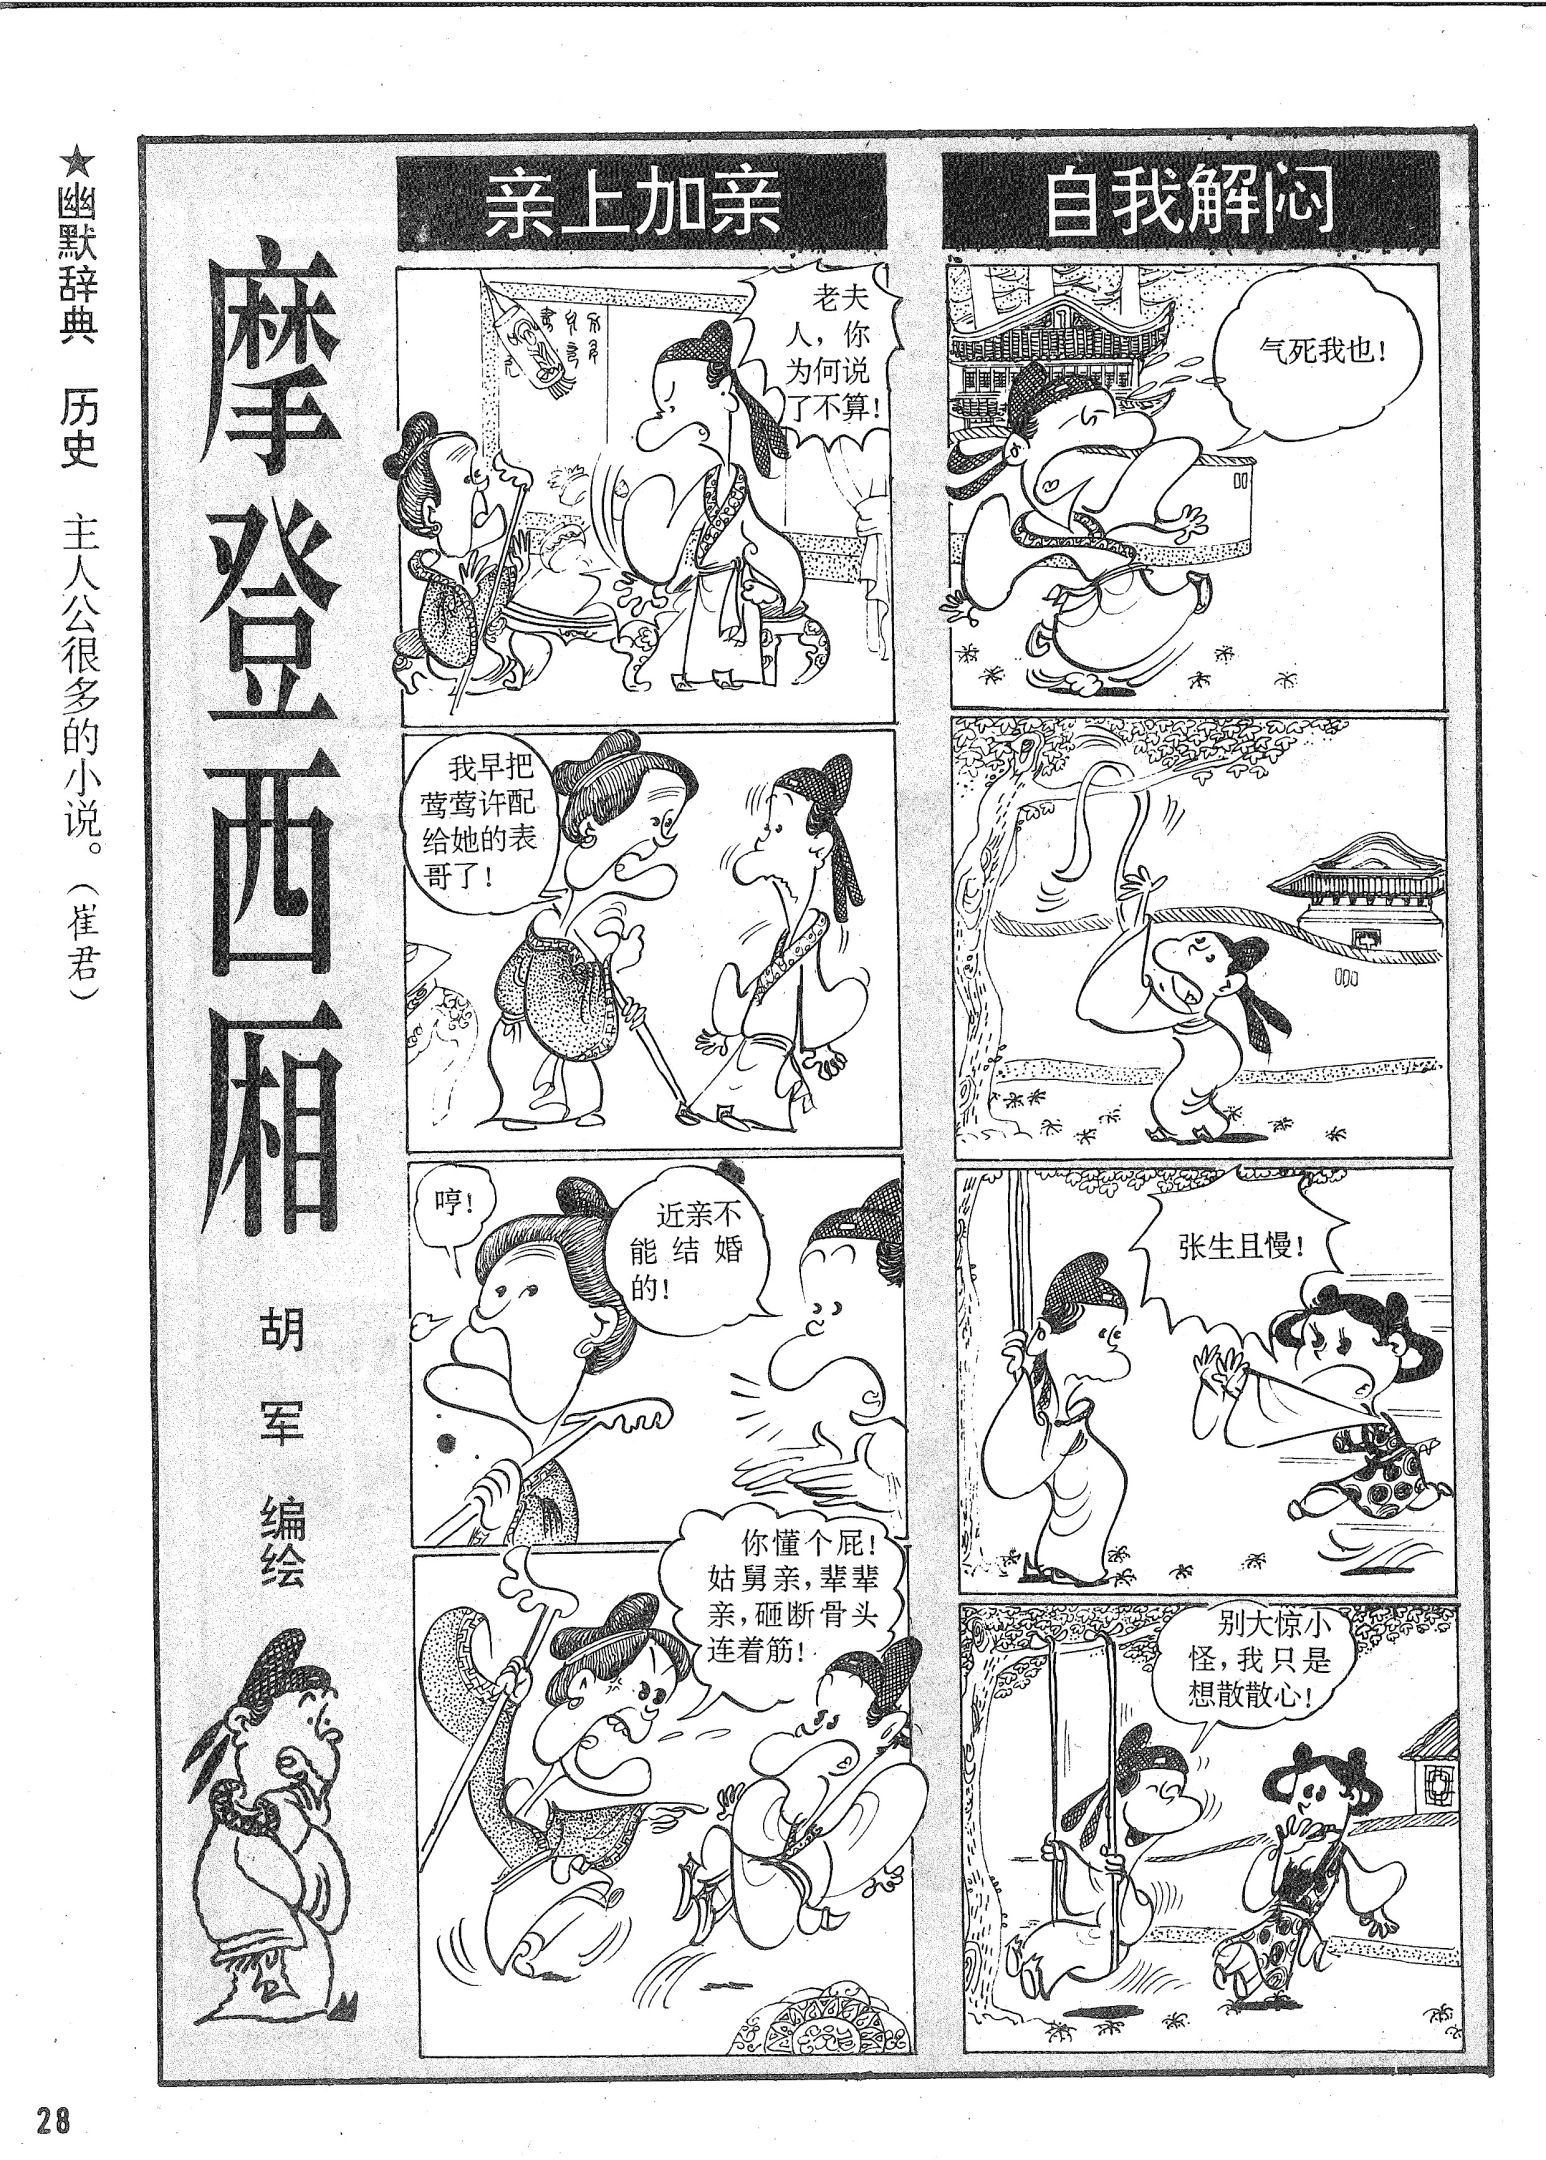 ★幽默辞典　历史　主人公很多的小说。（崔君）
摩登西厢
胡军 编绘
亲上加亲
老夫
人，你
为何说
了不算！
我早把
莺莺许配
给她的表
哥了！
哼！
近亲不
能结婚
的！
你懂个屁！
姑舅亲，辈辈
亲，砸断骨头
连着筋！
自我解闷
气死我也！
张生且慢！
别大惊小
怪，我只是
想散散心！
28